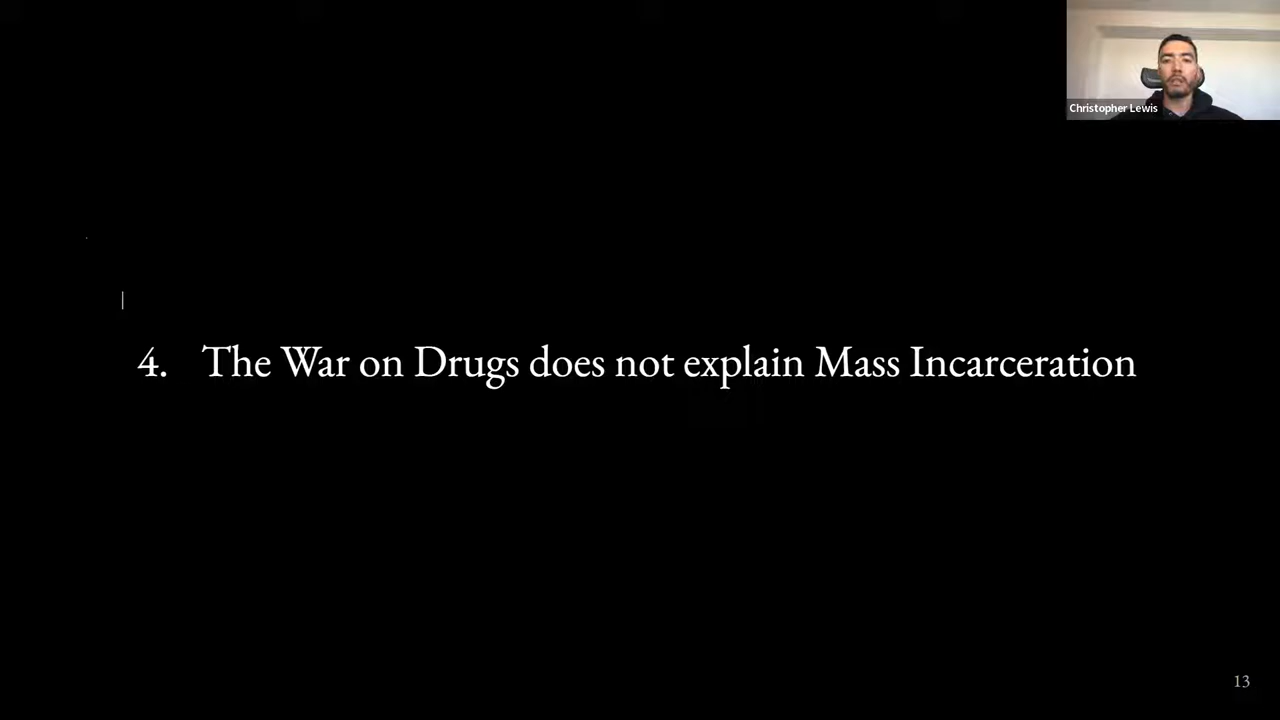 Christopher Lewis
4. The War on Drugs does not explain Mass Incarceration
13